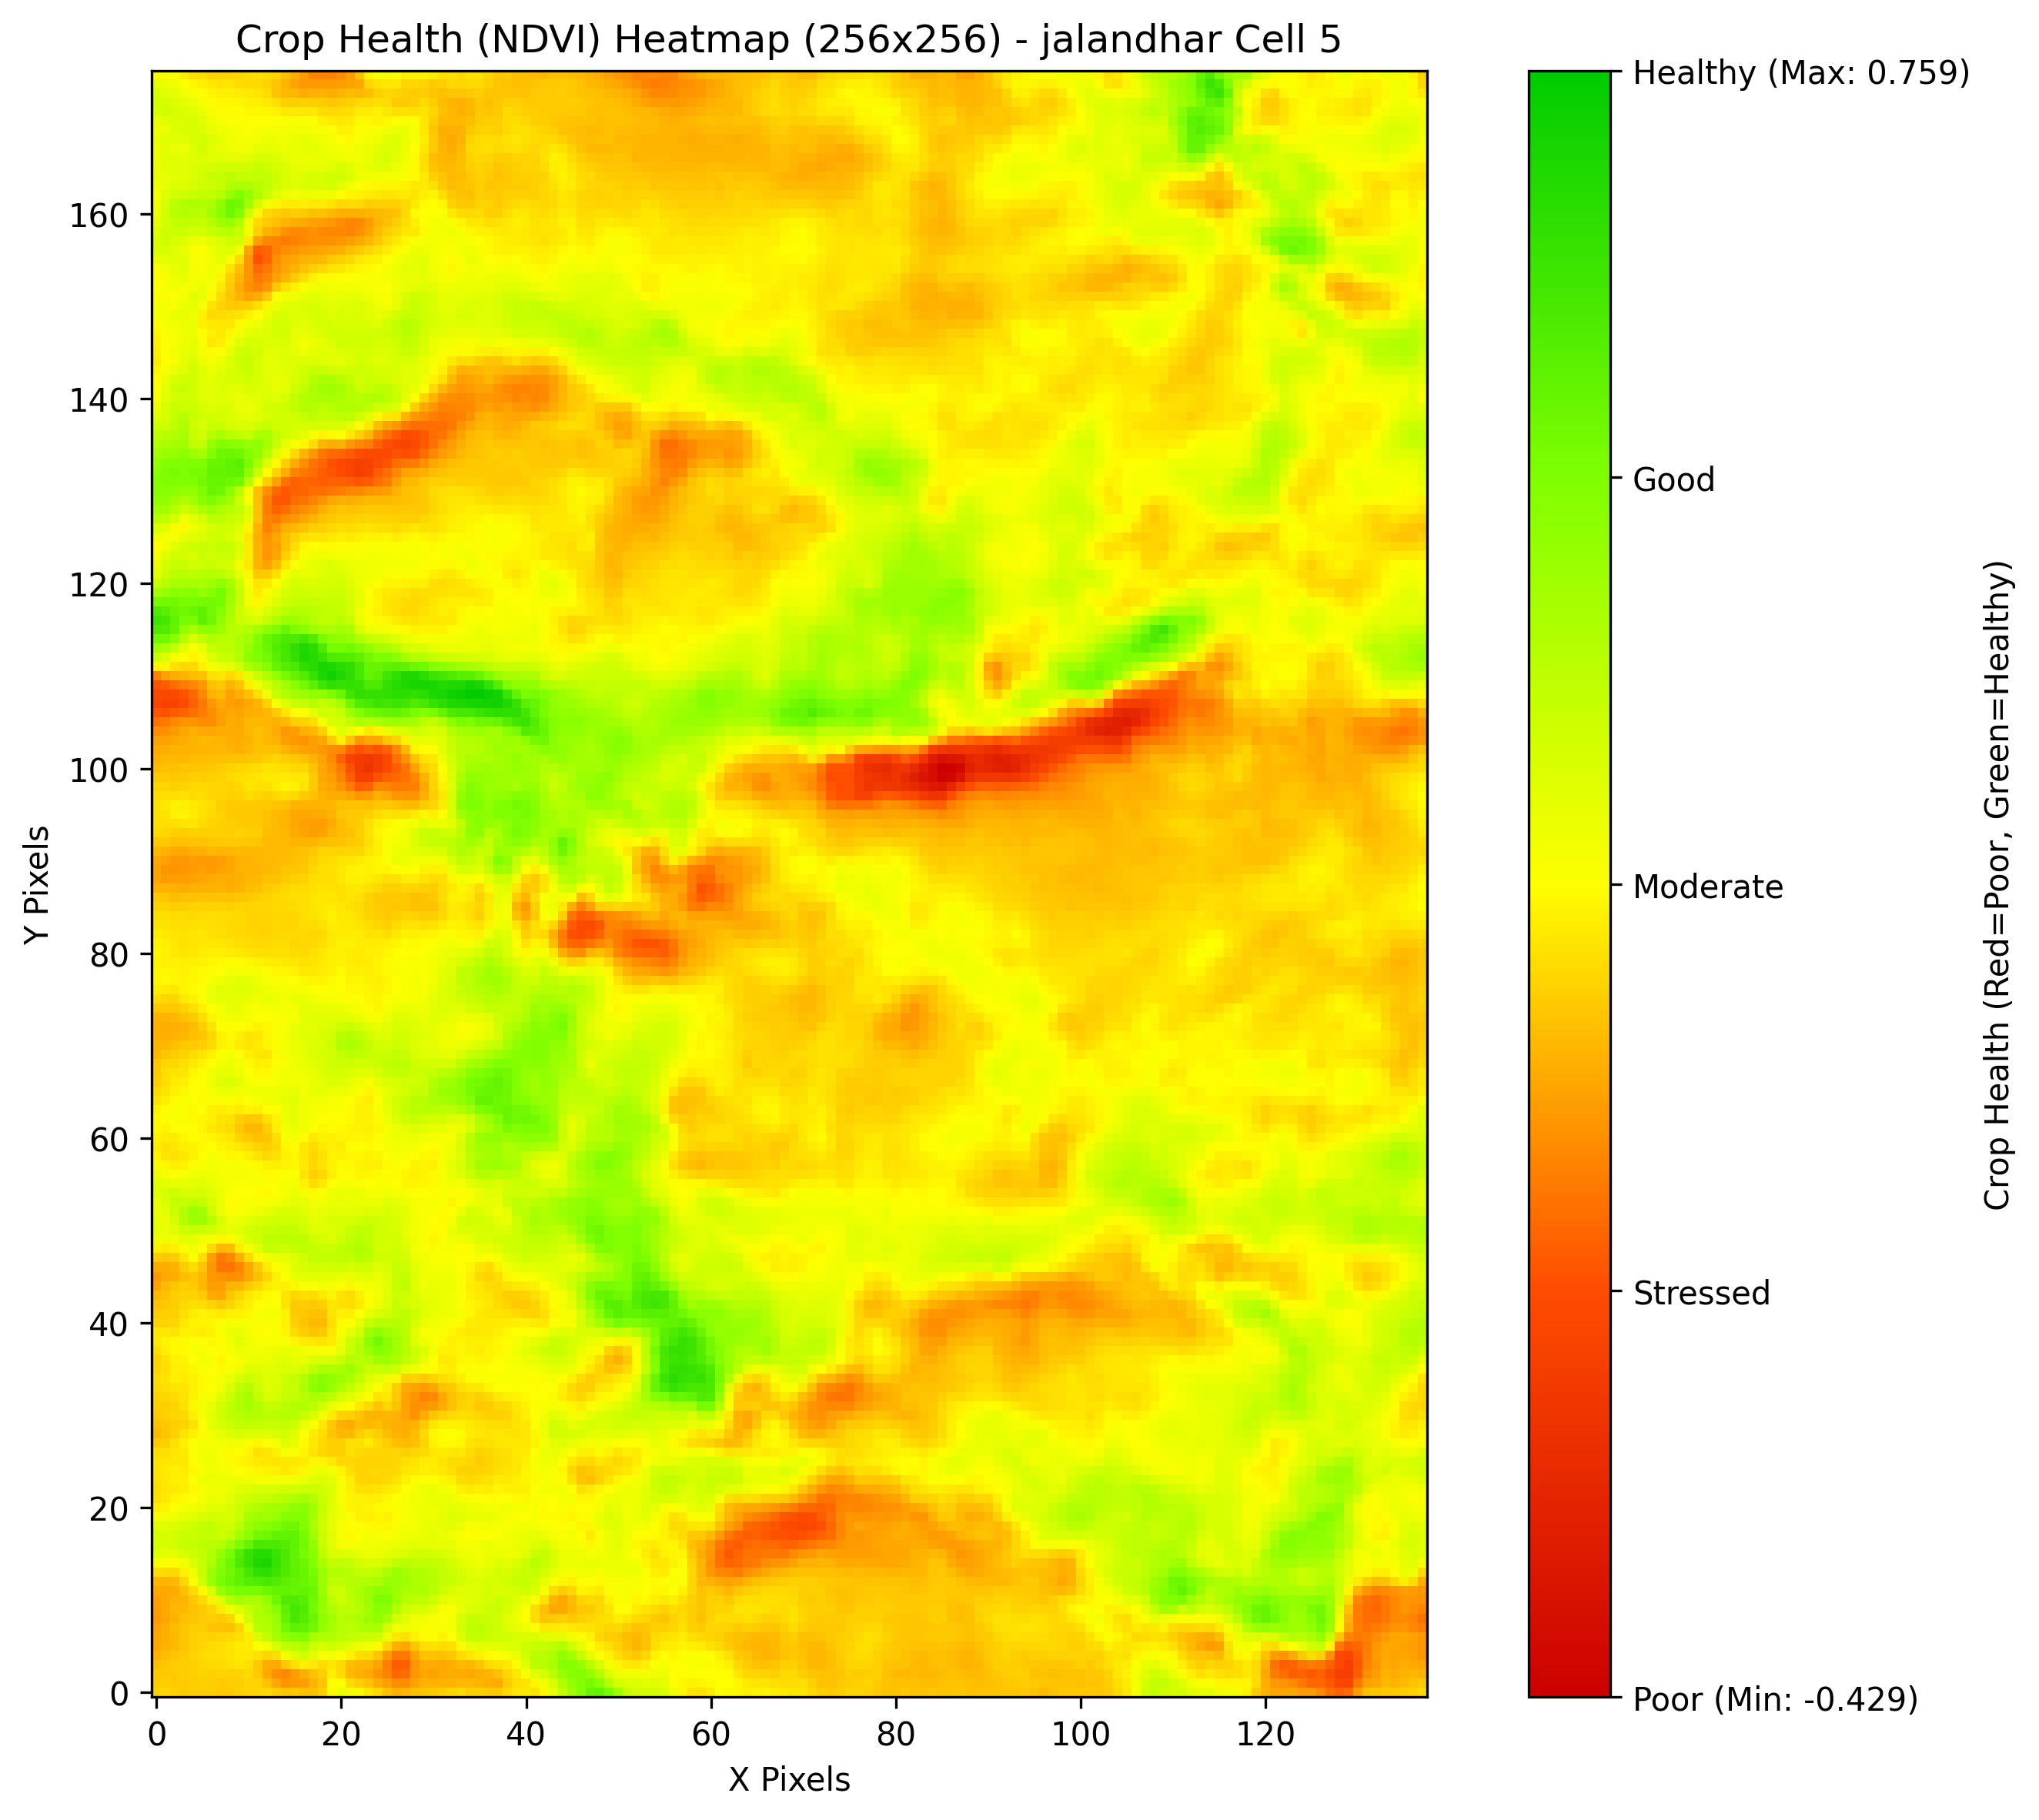 Crop Health (NDVI) Heatmap (256x256) - jalandhar Cell 5
Healthy (Max: 0.759)
Good
Moderate
Stressed
Poor (Min: -0.429)
Crop Health (Red=Poor, Green=Healthy)
Y Pixels
160
140
120
100
80
60
40
20
0
0 20 40 60 80 100 120
X Pixels